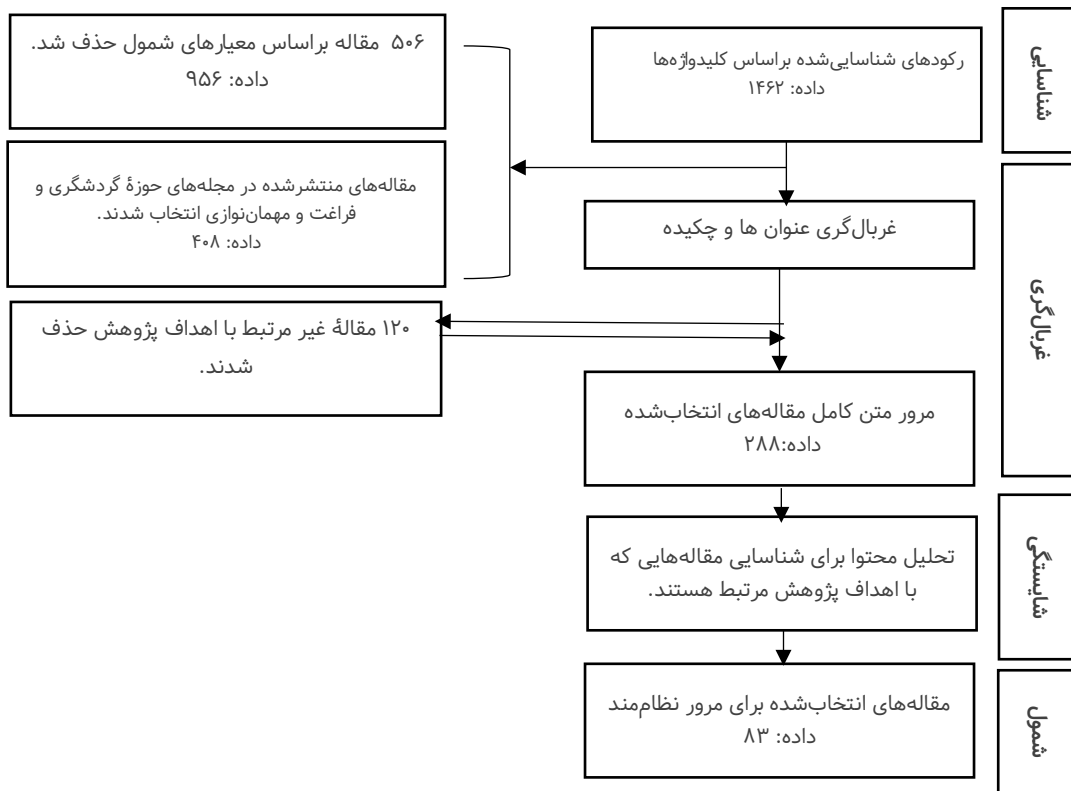 شناسایی
رکودهای شناسایی‌شده براساس کلیدواژه‌ها
داده: ۱۴۶۲
۵۰۶ مقاله براساس معیارهای شمول حذف شد.
داده: ۹۵۶
مقاله‌های منتشرشده در مجله‌های حوزهٔ گردشگری و
فراغت و مهمان‌نوازی انتخاب شدند.
داده: ۴۰۸
غربال‌گری
غربال‌گری عنوان ها و چکیده
۱۲۰ مقالهٔ غیر مرتبط با اهداف پژوهش حذف
شدند.
مرور متن کامل مقاله‌های انتخاب‌شده
داده:۲۸۸
شایستگی
تحلیل محتوا برای شناسایی مقاله‌هایی که
با اهداف پژوهش مرتبط هستند.
شمول
مقاله‌های انتخاب‌شده برای مرور نظام‌مند
داده: ۸۳